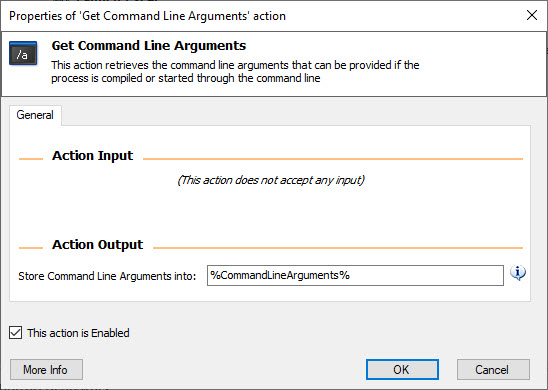 Properties of 'Get Command Line Arguments' action
/a
Get Command Line Arguments
This action retrieves the command line arguments that can be provided if the
process is compiled or started through the command line
General
Action Input
(This action does not accept any input)
Action Output
Store Command Line Arguments into:
%CommandLineArguments%
This action is Enabled
More Info
OK
Cancel